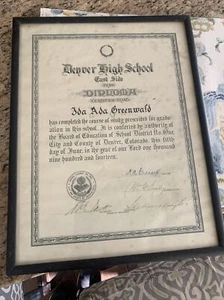 Denver High School
East Side
DIPLOMA
Ida Ada Greenwald
has completed the course of study prescribed for gradu-
ation in this school. It is conferred by authority of
the Board of Education of School District No. One,
City and County of Denver, Colorado, this fifth
day of June, in the year of our Lord one thousand
nine hundred and fourteen.